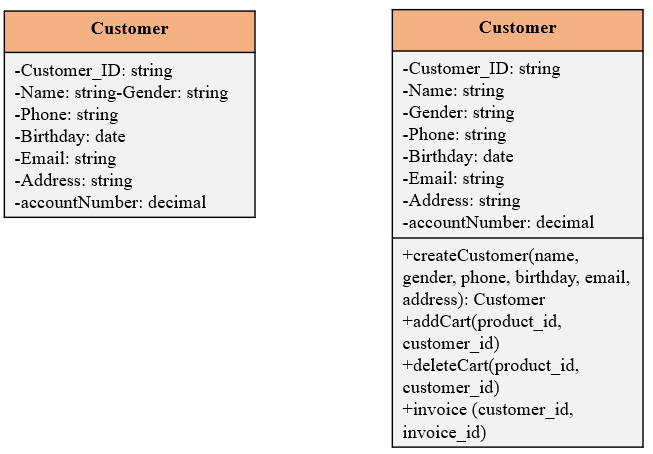 Customer
-Customer_ID: string
-Name: string-Gender: string
-Phone: string
-Birthday: date
-Email: string
-Address: string
-accountNumber: decimal
Customer
-Customer_ID: string
-Name: string
-Gender: string
-Phone: string
-Birthday: date
-Email: string
-Address: string
-accountNumber: decimal
+createCustomer(name,
gender, phone, birthday, email,
address): Customer
+addCart(product_id,
customer_id)
+deleteCart(product_id,
customer_id)
+invoice (customer_id,
invoice_id)